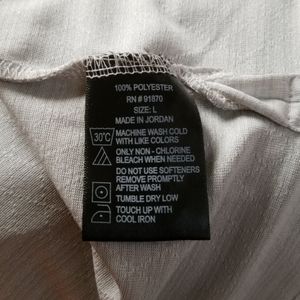 100% POLYESTER
RN # 91870
SIZE: L
MADE IN JORDAN
30°C
MACHINE WASH COLD
WITH LIKE COLORS
ONLY NON - CHLORINE
BLEACH WHEN NEEDED
DO NOT USE SOFTENERS
REMOVE PROMPTLY
AFTER WASH
TUMBLE DRY LOW
TOUCH UP WITH
COOL IRON